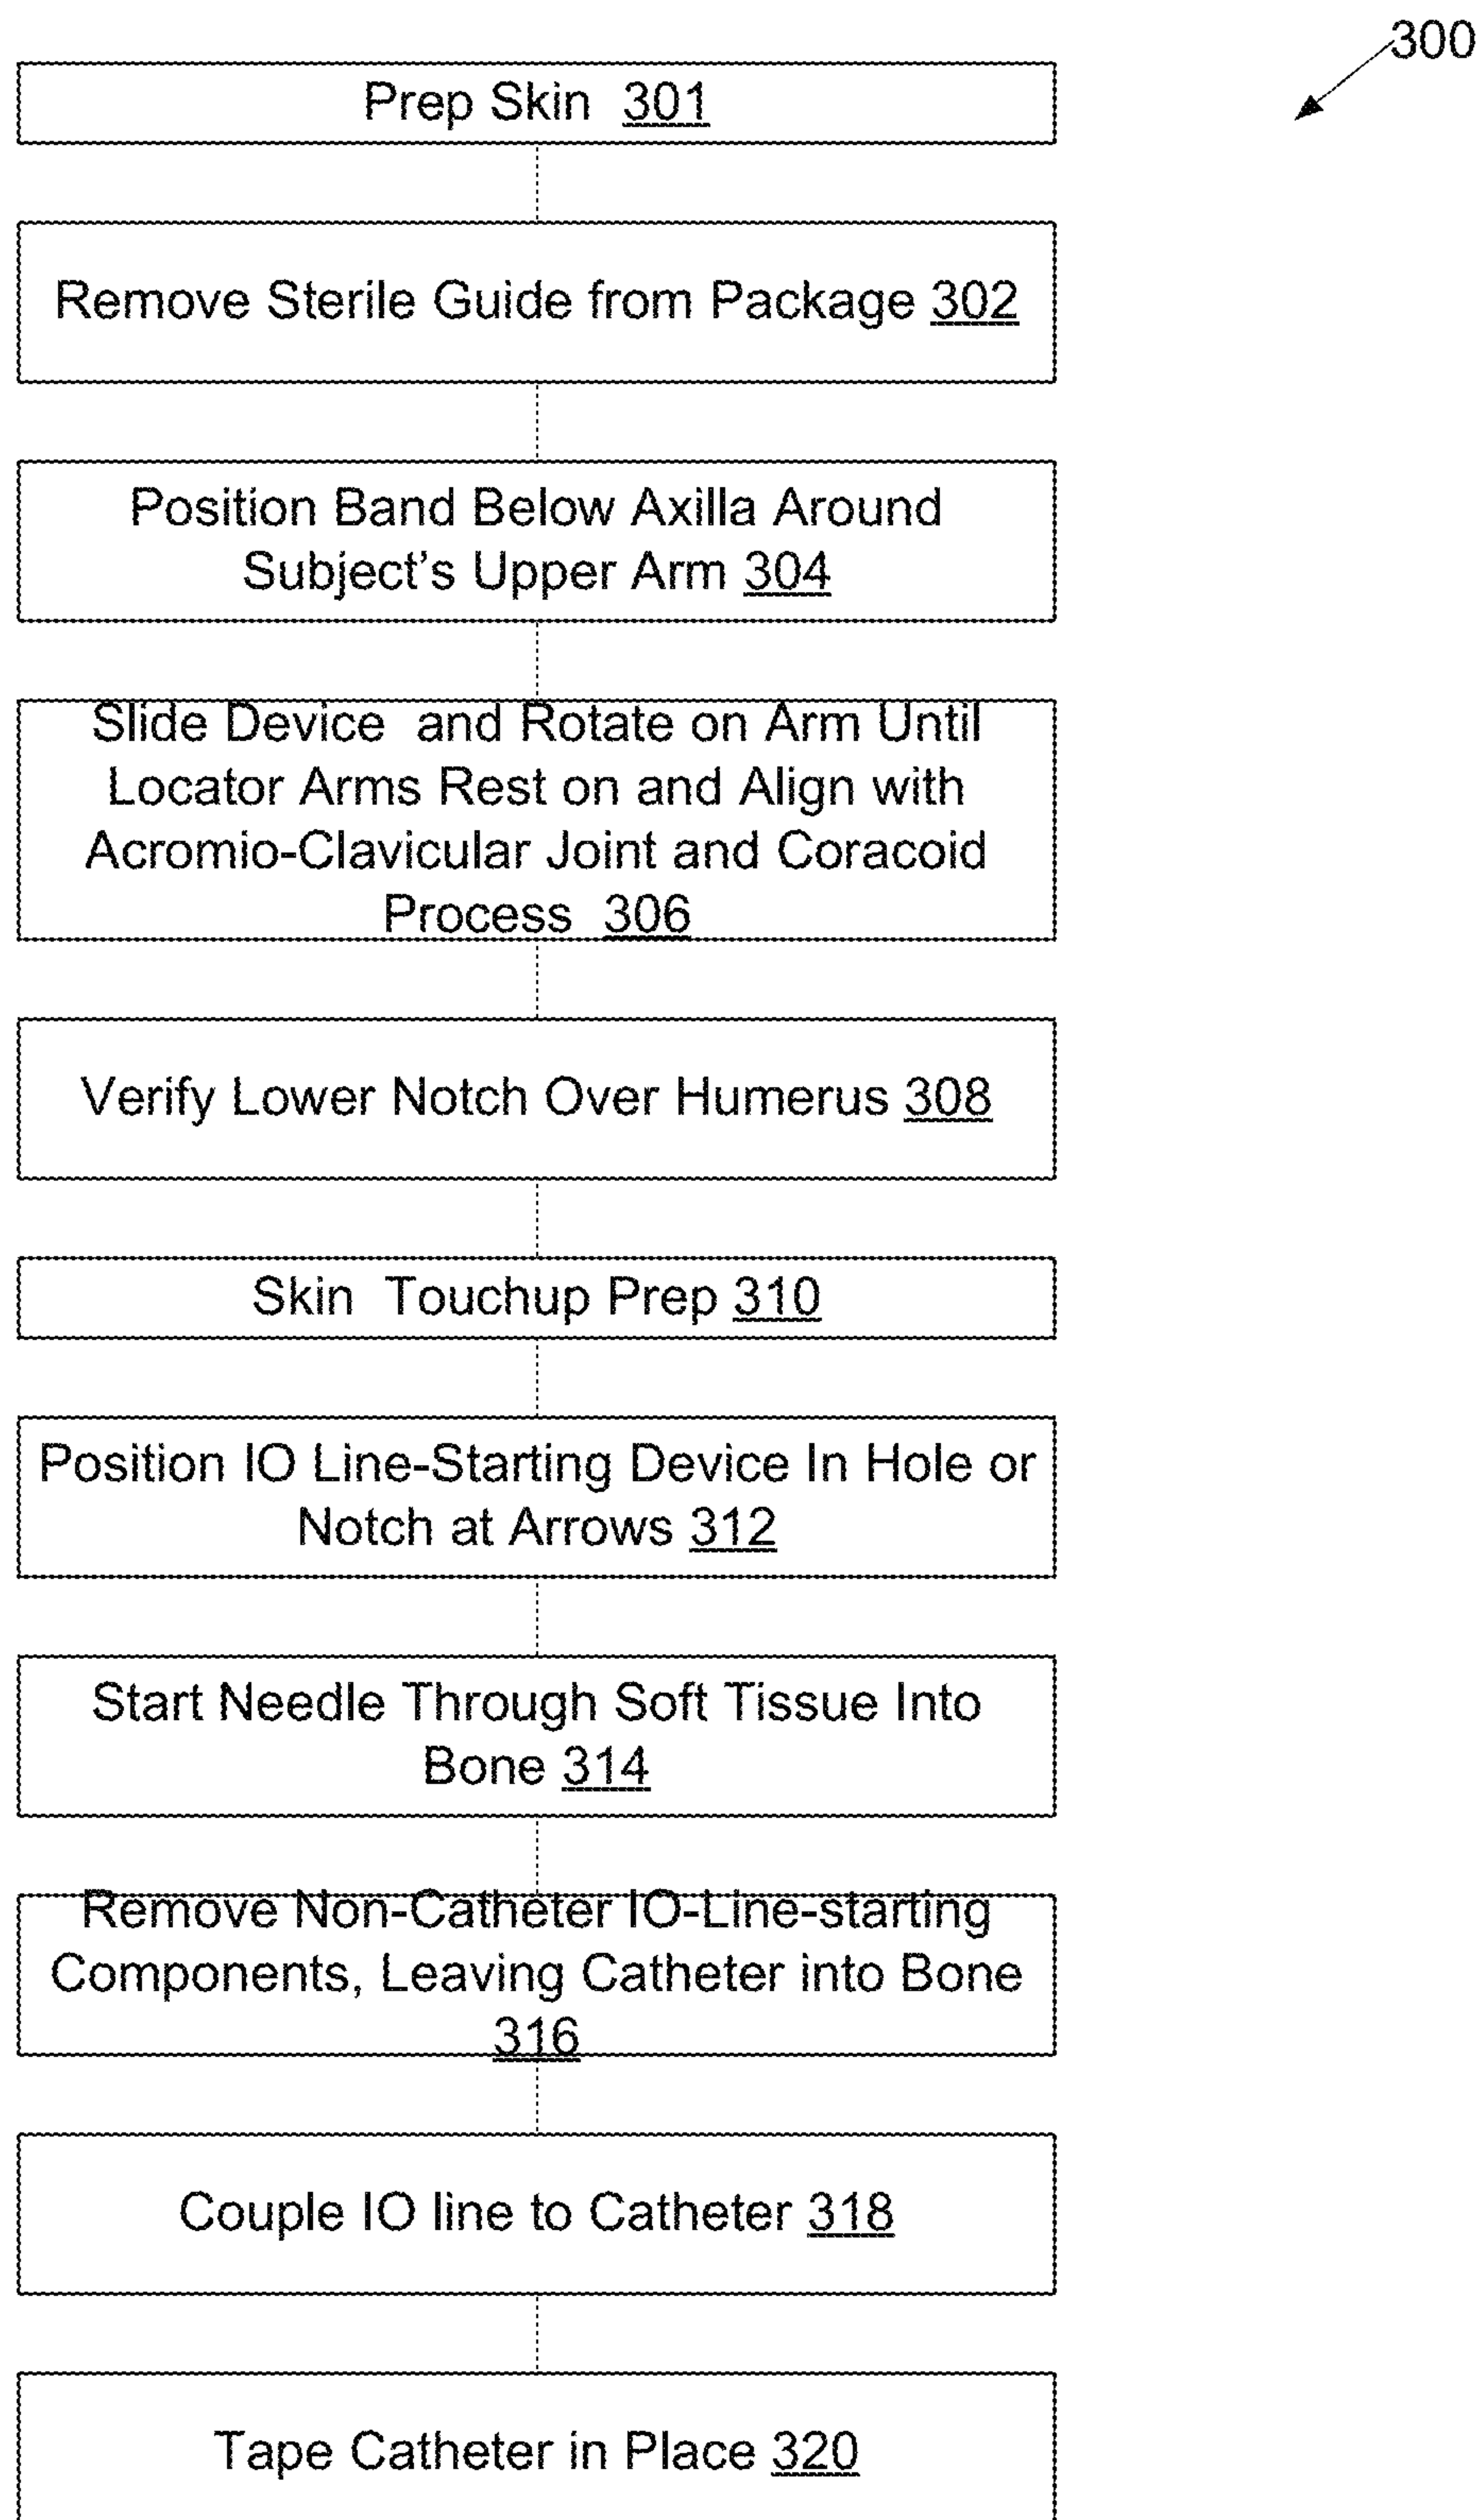 300
Prep Skin 301
Remove Sterile Guide from Package 302
Position Band Below Axilla Around
Subject's Upper Arm 304
Slide Device and Rotate on Arm Until
Locator Arms Rest on and Align with
Acromio-Clavicular Joint and Coracoid
Process 306
Verify Lower Notch Over Humerus 308
Skin Touchup Prep 310
Position IO Line-Starting Device In Hole or
Notch at Arrows 312
Start Needle Through Soft Tissue Into
Bone 314
Remove Non-Catheter IO-Line-starting
Components, Leaving Catheter into Bone
316
Couple IO line to Catheter 318
Tape Catheter in Place 320